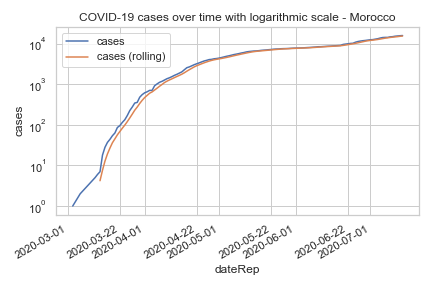 COVID-19 cases over time with logarithmic scale - Morocco
cases
cases (rolling)
10⁴
10³
10²
10¹
10⁰
cases
2020-03-01
2020-03-22
2020-04-01
2020-04-22
2020-05-01
2020-05-22
2020-06-01
2020-06-22
2020-07-01
dateRep